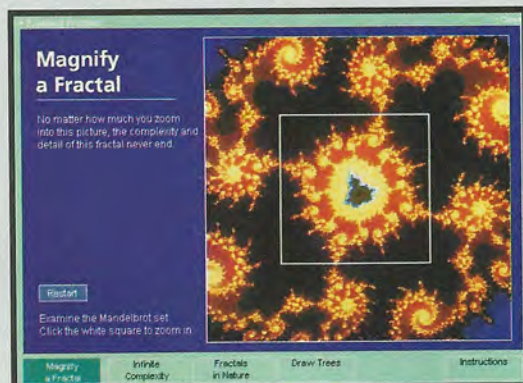 Magnify
a Fractal
No matter how much you zoom
into this picture, the complexity and
detail of this fractal never end.
Restart
Examine the Mandelbrot set.
Click the white square to zoom in
Magnify
a Fractal
Infinite
Complexity
Fractals
in Nature
Draw Trees
Instructions